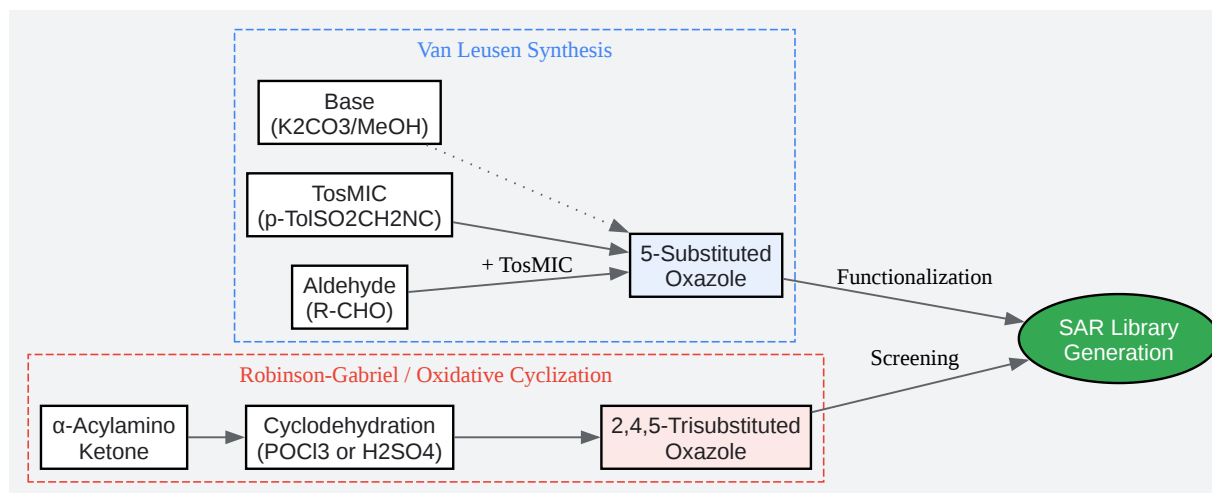 Van Leusen Synthesis
Base
(K2CO3/MeOH)
TosMIC
(p-TolSO2CH2NC)
Aldehyde
(R-CHO)
+ TosMIC
5-Substituted
Oxazole
Functionalization
SAR Library
Generation
Screening
Robinson-Gabriel / Oxidative Cyclization
α-Acylamino
Ketone
Cyclodehydration
(POCl3 or H2SO4)
2,4,5-Trisubstituted
Oxazole